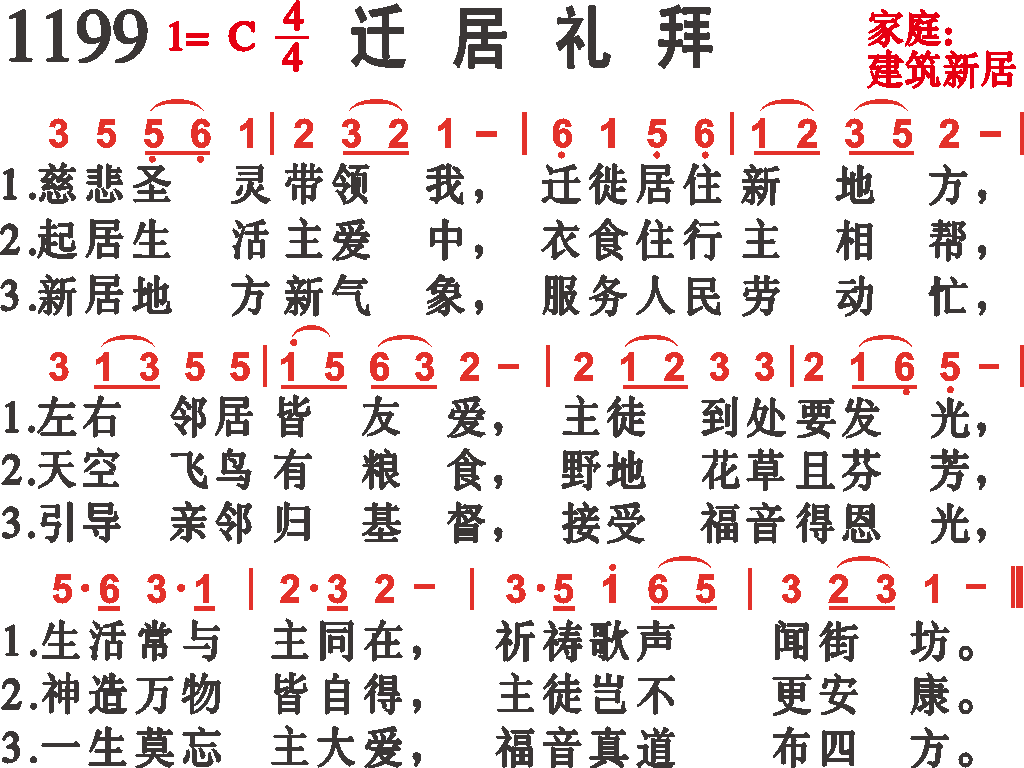 1199 1= C 4/4 迁居礼拜 家庭:
建筑新居
3 5 5̣ 6̣ 1 | 2 3 2 1 – | 6̣ 1 5̣ 6̣ | 1 2 3 5 2 – |
1.慈悲圣 灵带领 我， 迁徙居住新 地 方，
2.起居生 活主爱 中， 衣食住行主 相 帮，
3.新居地 方新气 象， 服务人民劳 动 忙，
3 1 3 5 5 | 1̇ 5 6 3 2 – | 2 1 2 3 3 | 2 1 6̣ 5̣ – |
1.左右 邻居皆 友 爱， 主徒 到处要发 光，
2.天空 飞鸟有 粮 食， 野地 花草且芬 芳，
3.引导 亲邻归 基 督， 接受 福音得恩 光，
5·6 3·1 | 2·3 2 – | 3·5 1̇ 6 5 | 3 2 3 1 – ‖
1.生活常与 主同在， 祈祷歌声 闻街 坊。
2.神造万物 皆自得， 主徒岂不 更安 康。
3.一生莫忘 主大爱， 福音真道 布四 方。